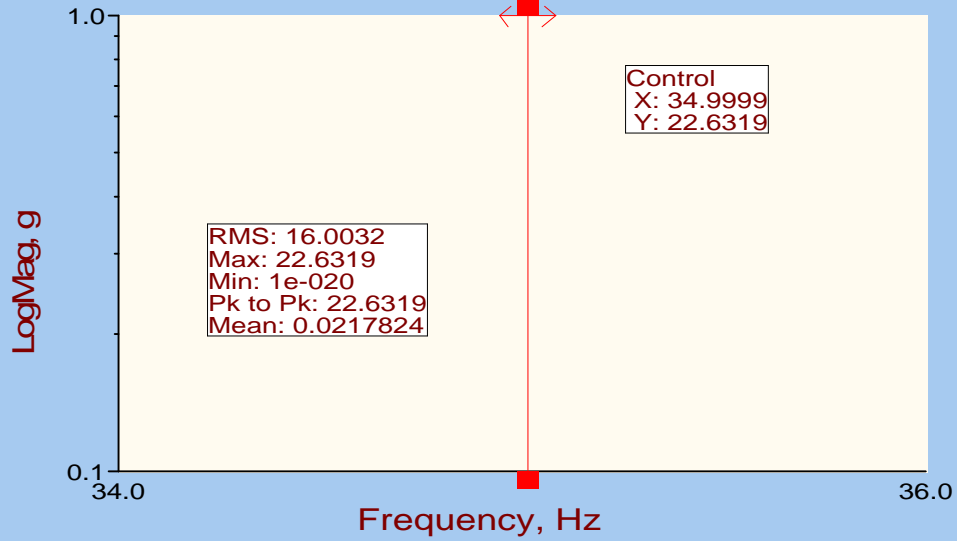 1.0
Control
X: 34.9999
Y: 22.6319
LogMag, g
RMS: 16.0032
Max: 22.6319
Min: 1e-020
Pk to Pk: 22.6319
Mean: 0.0217824
0.1
34.0
36.0
Frequency, Hz